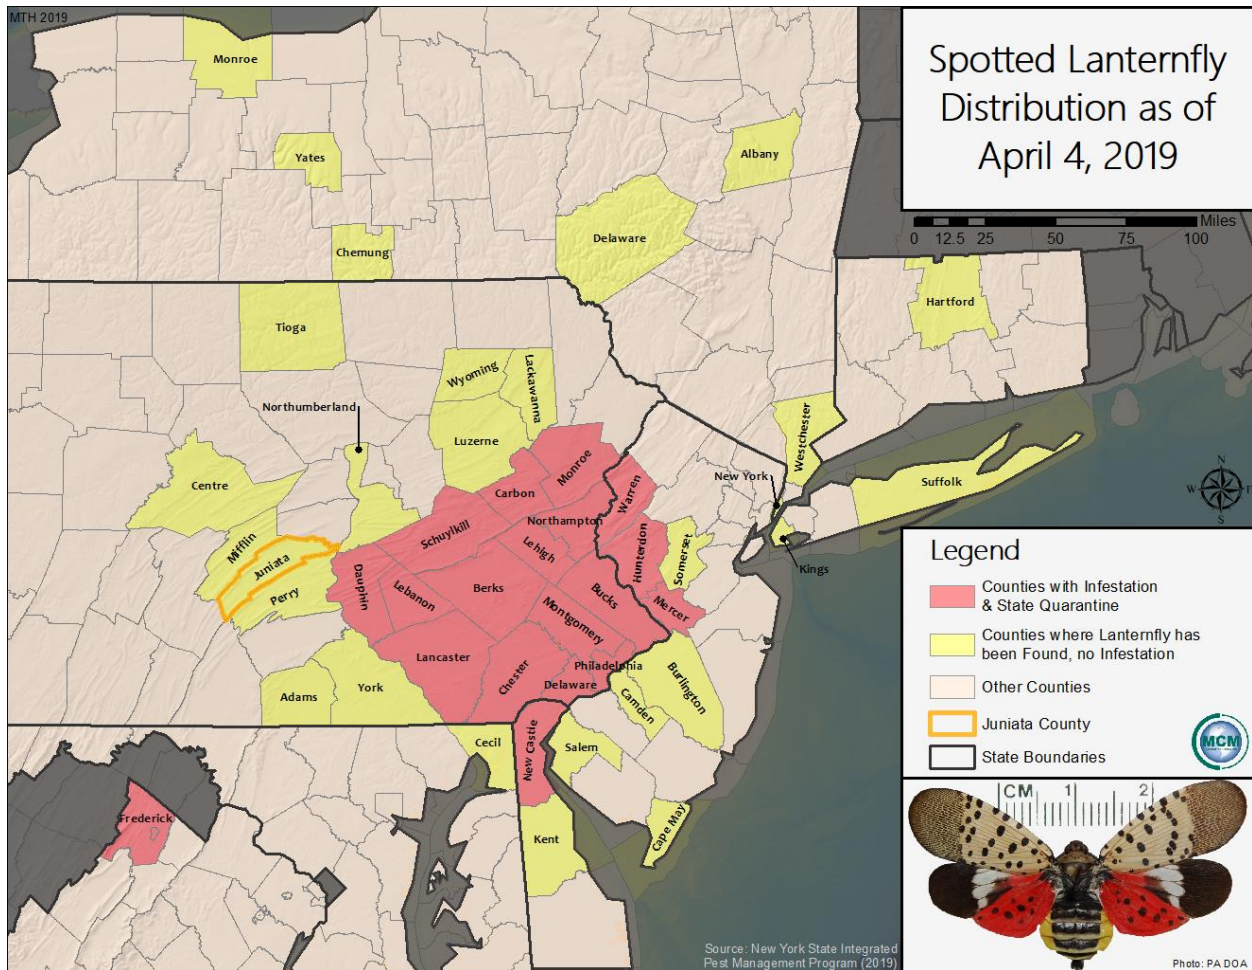 MTH 2019
Spotted Lanternfly
Distribution as of
April 4, 2019
Miles
0 12.5 25 50 75 100
Monroe
Yates
Albany
Chemung
Delaware
Hartford
Tioga
Wyoming
Lackawanna
Northumberland
Luzerne
Westchester
New York
Suffolk
Kings
Centre
Mifflin
Juniata
Perry
Monroe
Carbon
Warren
Northampton
Schuylkill
Lehigh
Hunterdon
Somerset
Dauphin
Lebanon
Berks
Bucks
Mercer
Montgomery
Lancaster
Chester
Philadelphia
Delaware
Burlington
Camden
Adams
York
Cecil
New Castle
Salem
Frederick
Kent
Cape May
N
W E
S
Legend
Counties with Infestation
& State Quarantine
Counties where Lanternfly has
been Found, no Infestation
Other Counties
Juniata County
State Boundaries
MCM
CM 1 2
Source: New York State Integrated
Pest Management Program (2019)
Photo: PA DOA